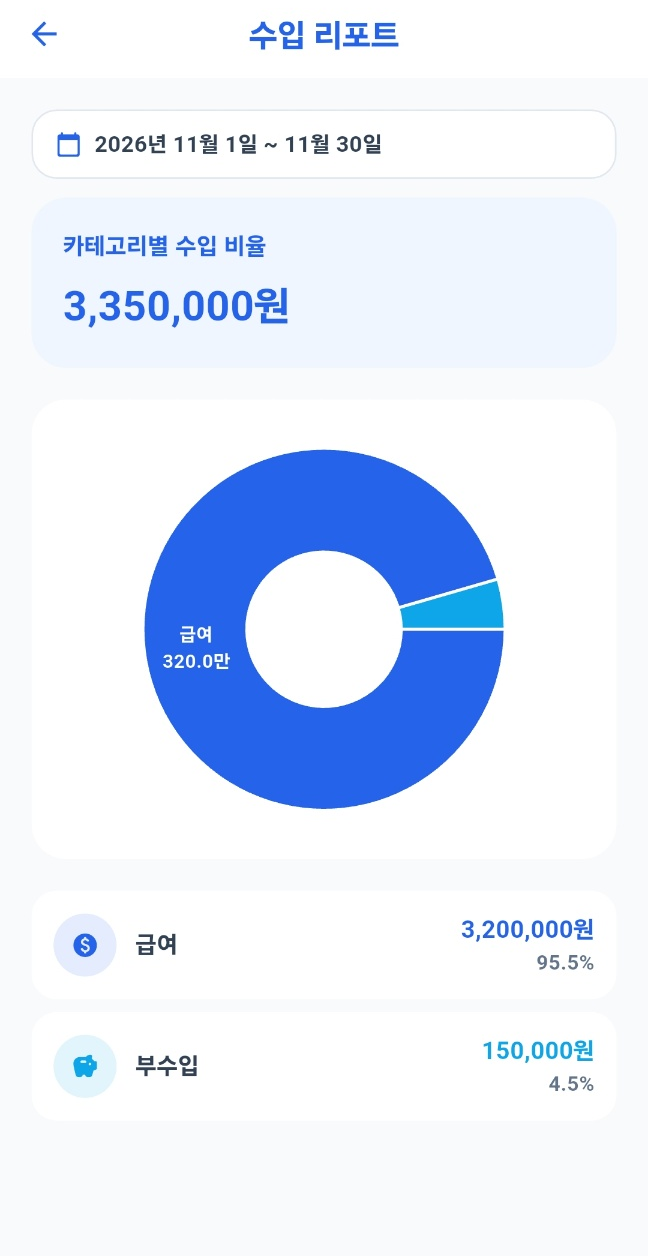 수입 리포트
2026년 11월 1일 ~ 11월 30일
카테고리별 수입 비율
3,350,000원
급여
320.0만
급여
3,200,000원
95.5%
부수입
150,000원
4.5%